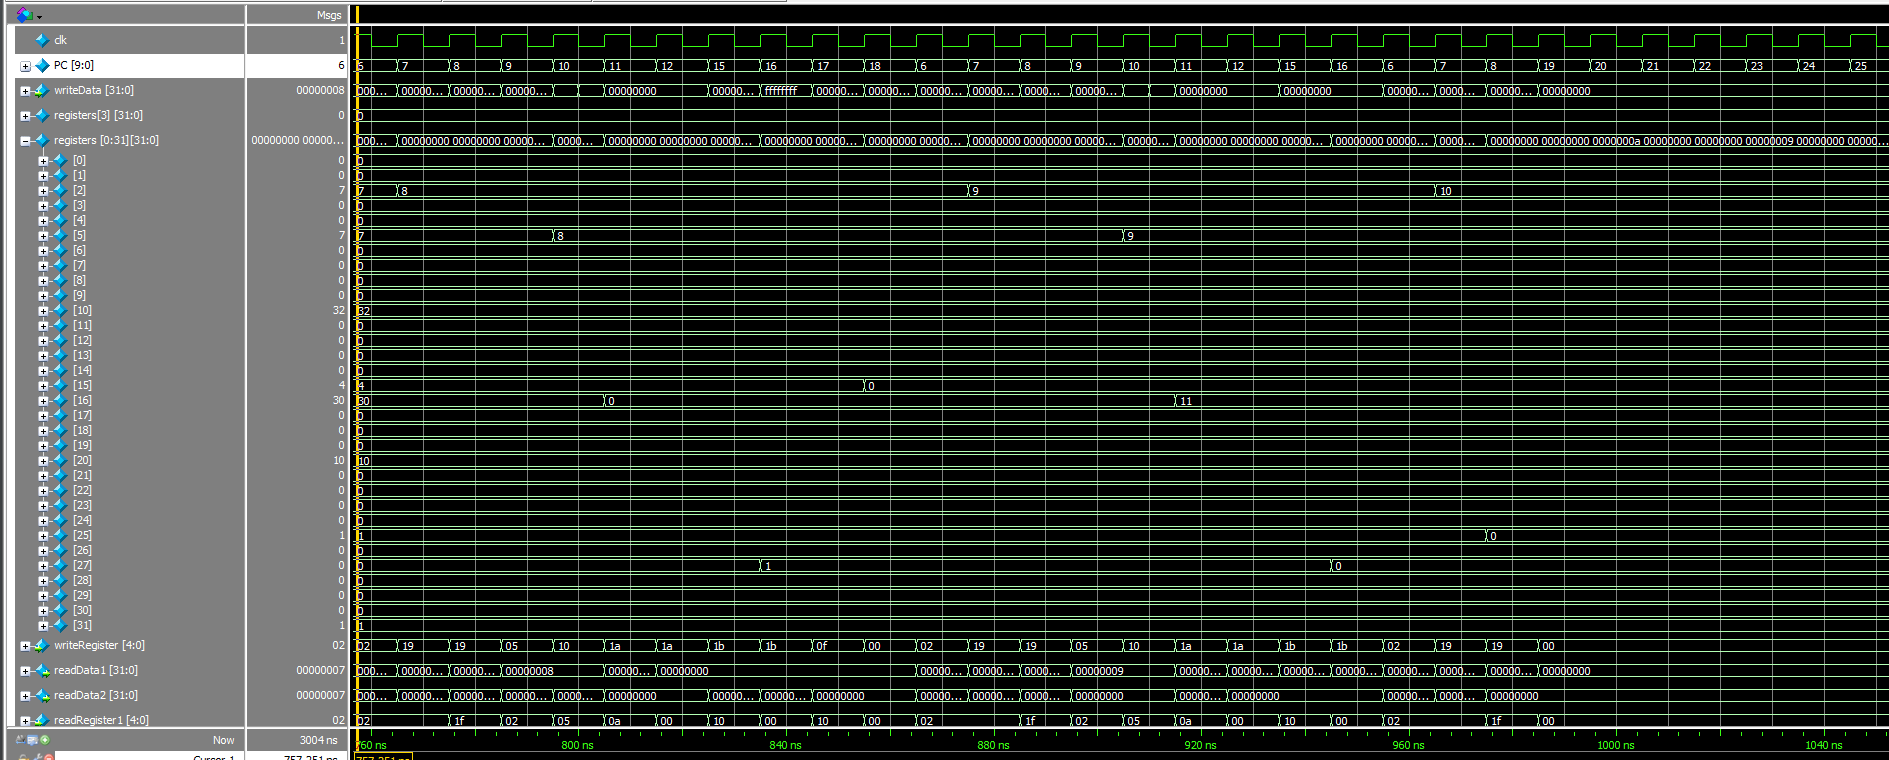 Msgs
clk 1
PC [9:0] 6 6 7 8 9 10 11 12 15 16 17 18 6 7 8 9 10 11 12 15 16 6 7 8 19 20 21 22 23 24 25
writeData [31:0] 00000008 000... 00000... 00000... 00000... 00000000 00000... ffffffff 00000... 00000... 00000... 00000... 0000... 0000... 00000000 00000000 00000... 0000... 00000... 00000000
registers[3] [31:0] 0 0
registers [0:31][31:0] 00000000 00000... 000... 00000000 00000000 00000... 0000... 00000000 00000000 00000... 00000000 00000... 00000000 00000... 00000000 00000000 00000... 00000... 00000000 00000000 00000... 00000000 00000... 0000... 00000000 00000000 0000000a 00000000 00000000 00000009 00000000 00000...
[0] 0 0
[1] 0 0
[2] 7 7 8 9 10
[3] 0 0
[4] 0 0
[5] 7 7 8 9
[6] 0 0
[7] 0 0
[8] 0 0
[9] 0 0
[10] 32 32
[11] 0 0
[12] 0 0
[13] 0 0
[14] 0 0
[15] 4 4 0
[16] 30 30 0 11
[17] 0 0
[18] 0 0
[19] 0 0
[20] 10 10
[21] 0 0
[22] 0 0
[23] 0 0
[24] 0 0
[25] 1 1 0
[26] 0 0
[27] 0 0 1 0
[28] 0 0
[29] 0 0
[30] 0 0
[31] 1 1
writeRegister [4:0] 02 02 19 19 05 10 1a 1a 1b 1b 0f 00 02 19 19 05 10 1a 1a 1b 1b 02 19 19 00
readData1 [31:0] 00000007 000... 00000... 00000... 00000008 00000... 00000000 00000... 00000... 0000... 00000009 00000... 00000... 00000... 00000... 00000... 0000... 00000... 00000000
readData2 [31:0] 00000007 000... 00000... 00000... 00000... 0000... 00000000 00000... 00000... 00000000 00000... 00000... 0000... 00000000 00000... 00000000 00000... 0000... 00000000
readRegister1 [4:0] 02 02 1f 02 05 0a 00 10 00 10 00 02 1f 02 05 0a 00 10 00 02 1f 00
Now 3004 ns 760 ns 800 ns 840 ns 880 ns 920 ns 960 ns 1000 ns 1040 ns
Cursor 1 757.251 ns 757.251 ns